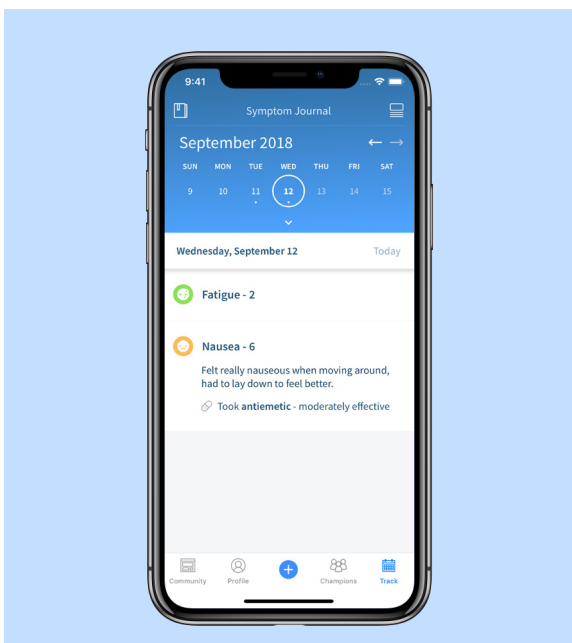 9:41
Symptom Journal
September 2018
SUN MON TUE WED THU FRI SAT
9 10 11 12 13 14 15
Wednesday, September 12 Today
Fatigue - 2
Nausea - 6
Felt really nauseous when moving around,
had to lay down to feel better.
Took antiemetic - moderately effective
Community Profile Champions Track